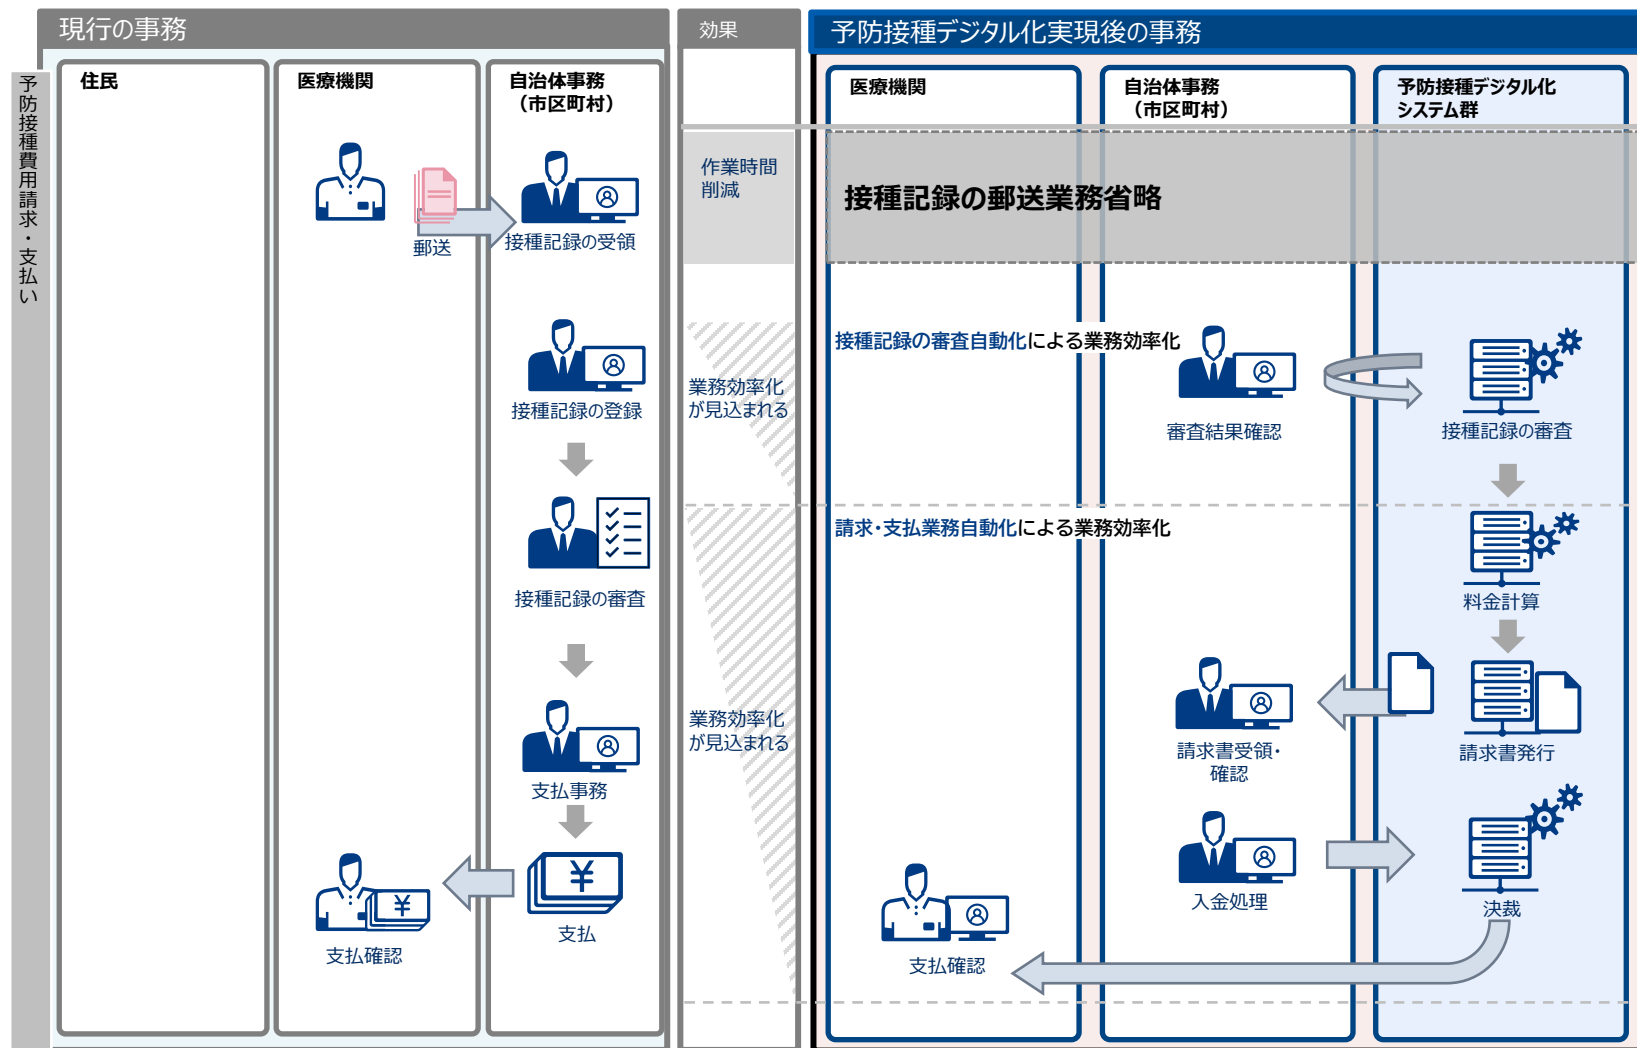 現行の事務
効果
予防接種デジタル化実現後の事務
予防接種費用請求・支払い
住民
医療機関
自治体事務
（市区町村）
郵送
接種記録の受領
接種記録の登録
接種記録の審査
支払事務
支払
支払確認
作業時間
削減
業務効率化
が見込まれる
業務効率化
が見込まれる
医療機関
自治体事務
（市区町村）
予防接種デジタル化
システム群
接種記録の郵送業務省略
接種記録の審査自動化による業務効率化
審査結果確認
接種記録の審査
請求・支払業務自動化による業務効率化
料金計算
請求書受領・
確認
請求書発行
入金処理
決裁
支払確認